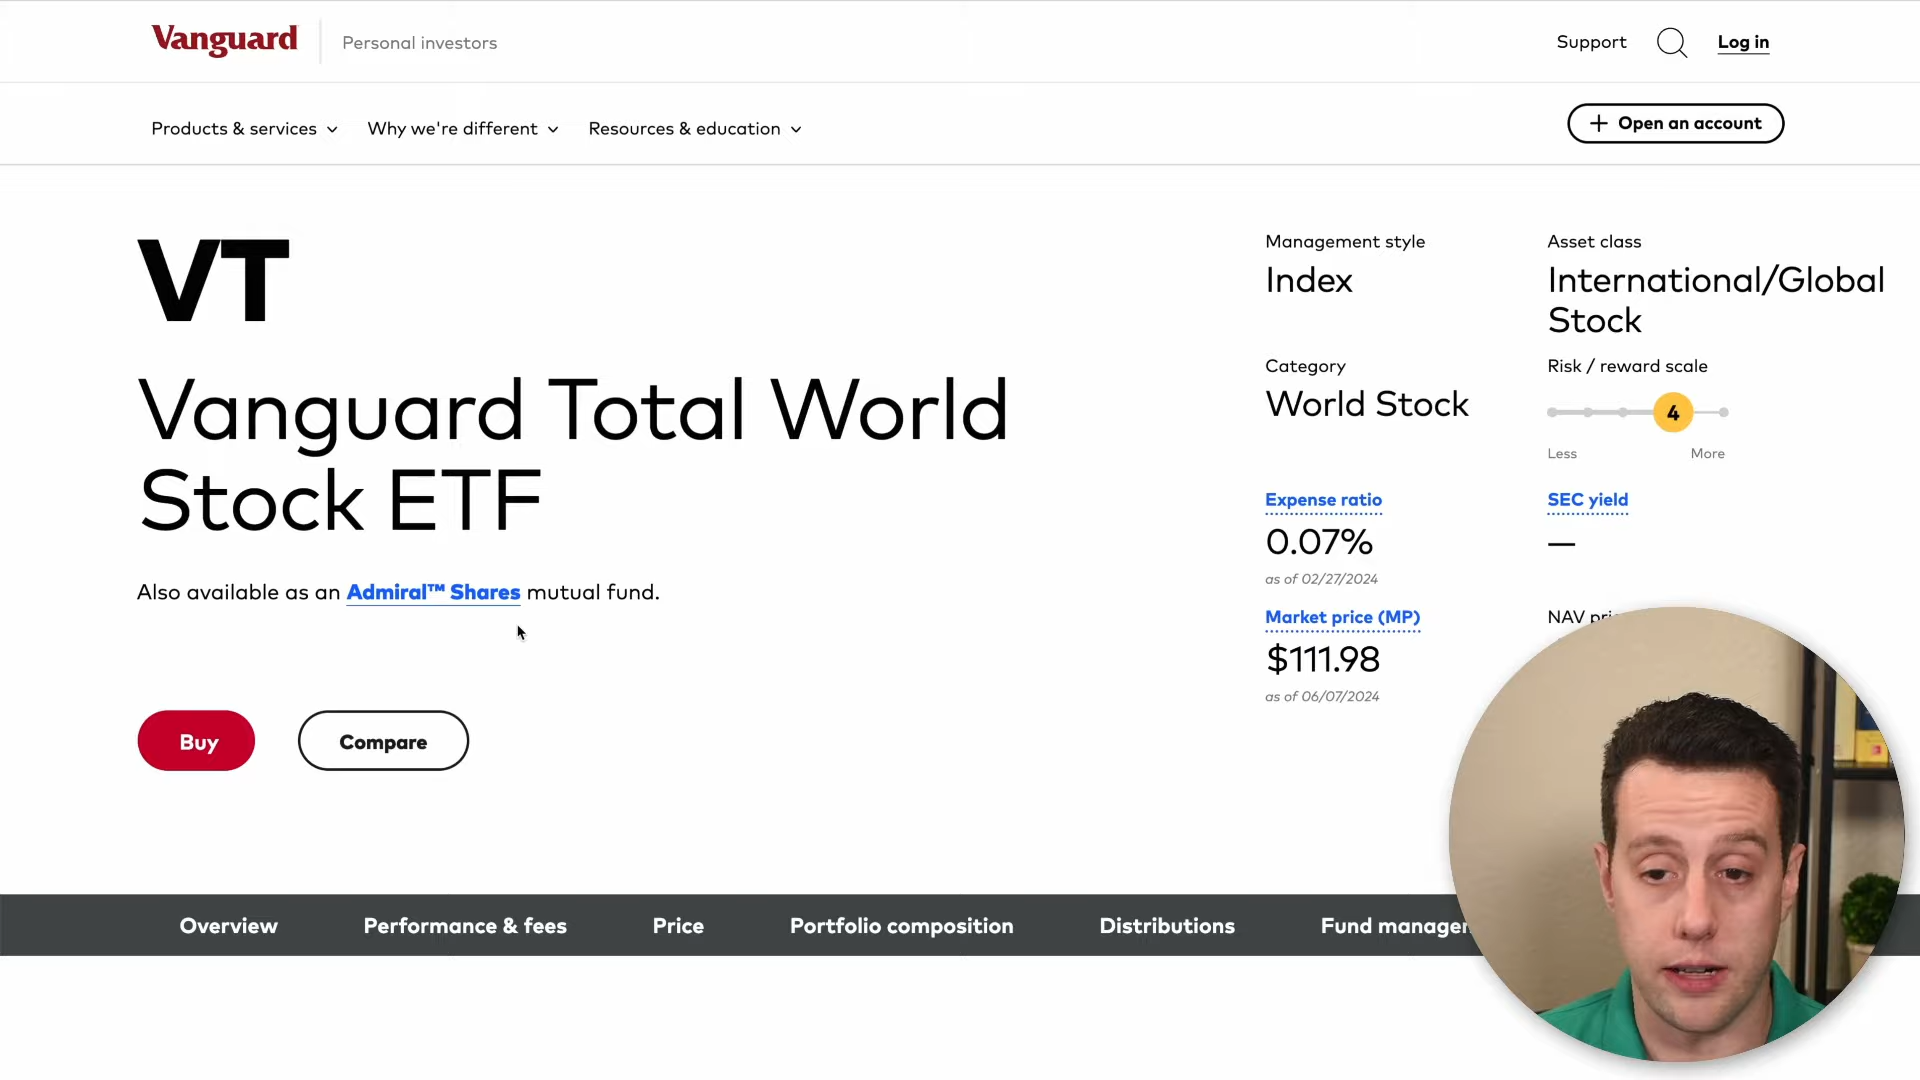 Vanguard
Personal investors
Support
Log in
Products & services
Why we're different
Resources & education
+ Open an account
VT
Vanguard Total World
Stock ETF
Also available as an Admiral™ Shares mutual fund.
Buy
Compare
Management style
Index
Asset class
International/Global
Stock
Category
World Stock
Risk / reward scale
4
Less
More
Expense ratio
0.07%
as of 02/27/2024
SEC yield
—
Market price (MP)
$111.98
as of 06/07/2024
NAV
Overview
Performance & fees
Price
Portfolio composition
Distributions
Fund